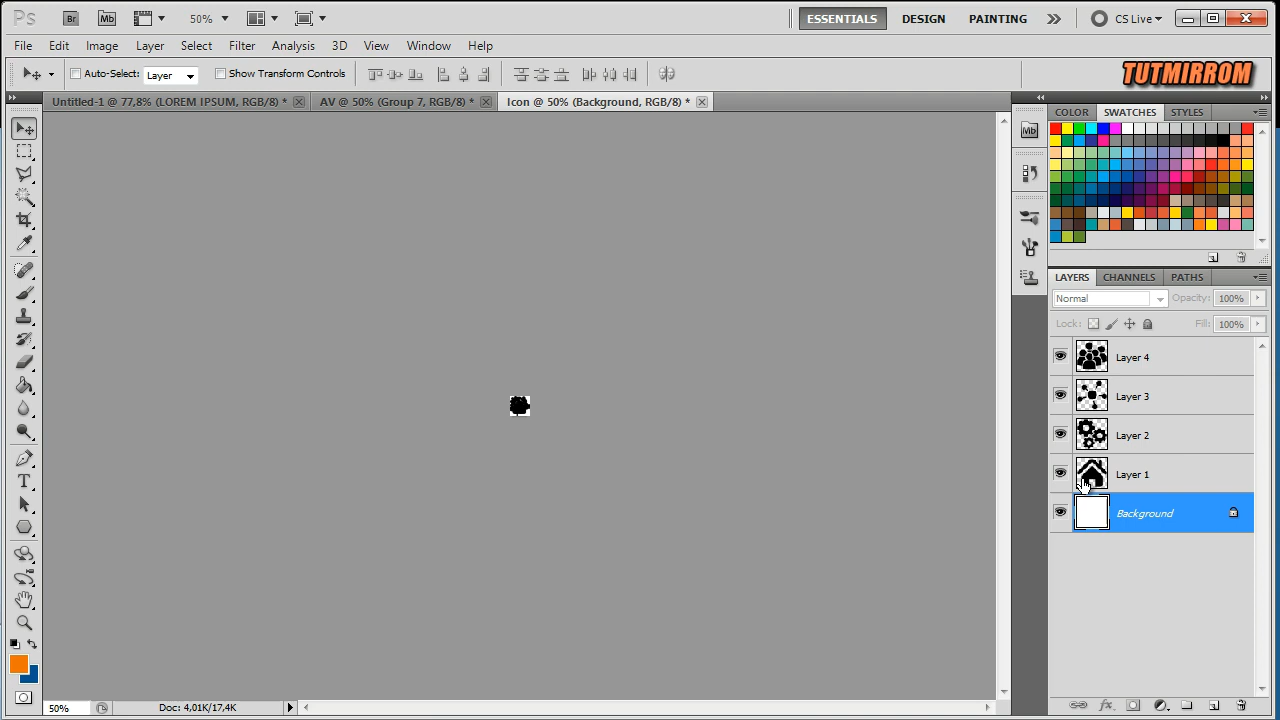 Ps Br Mb 50% ESSENTIALS DESIGN PAINTING CS Live
File Edit Image Layer Select Filter Analysis 3D View Window Help
Auto-Select: Layer Show Transform Controls TUTMIRROM
Untitled-1 @ 77,8% (LOREM IPSUM, RGB/8) * AV @ 50% (Group 7, RGB/8) * Icon @ 50% (Background, RGB/8) *
COLOR SWATCHES STYLES
Mb
LAYERS CHANNELS PATHS
Normal Opacity: 100%
Lock: Fill: 100%
Layer 4
Layer 3
Layer 2
Layer 1
Background
T
50% Doc: 4,01K/17,4K
fx